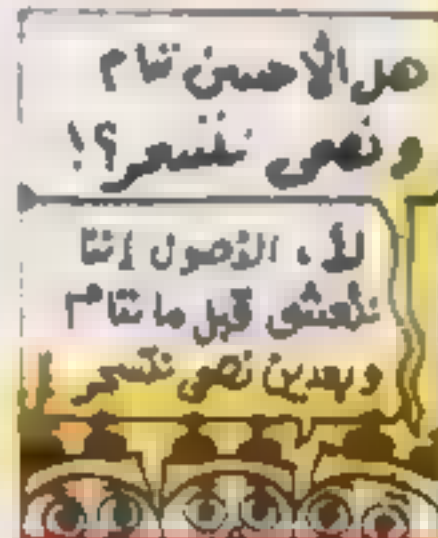 هل الأحسن ننام
ونصحى نتسحر؟!
لأ، الأصول إننا
نتعشى قبل ما ننام
وبعدين نصحى نتسحر!!